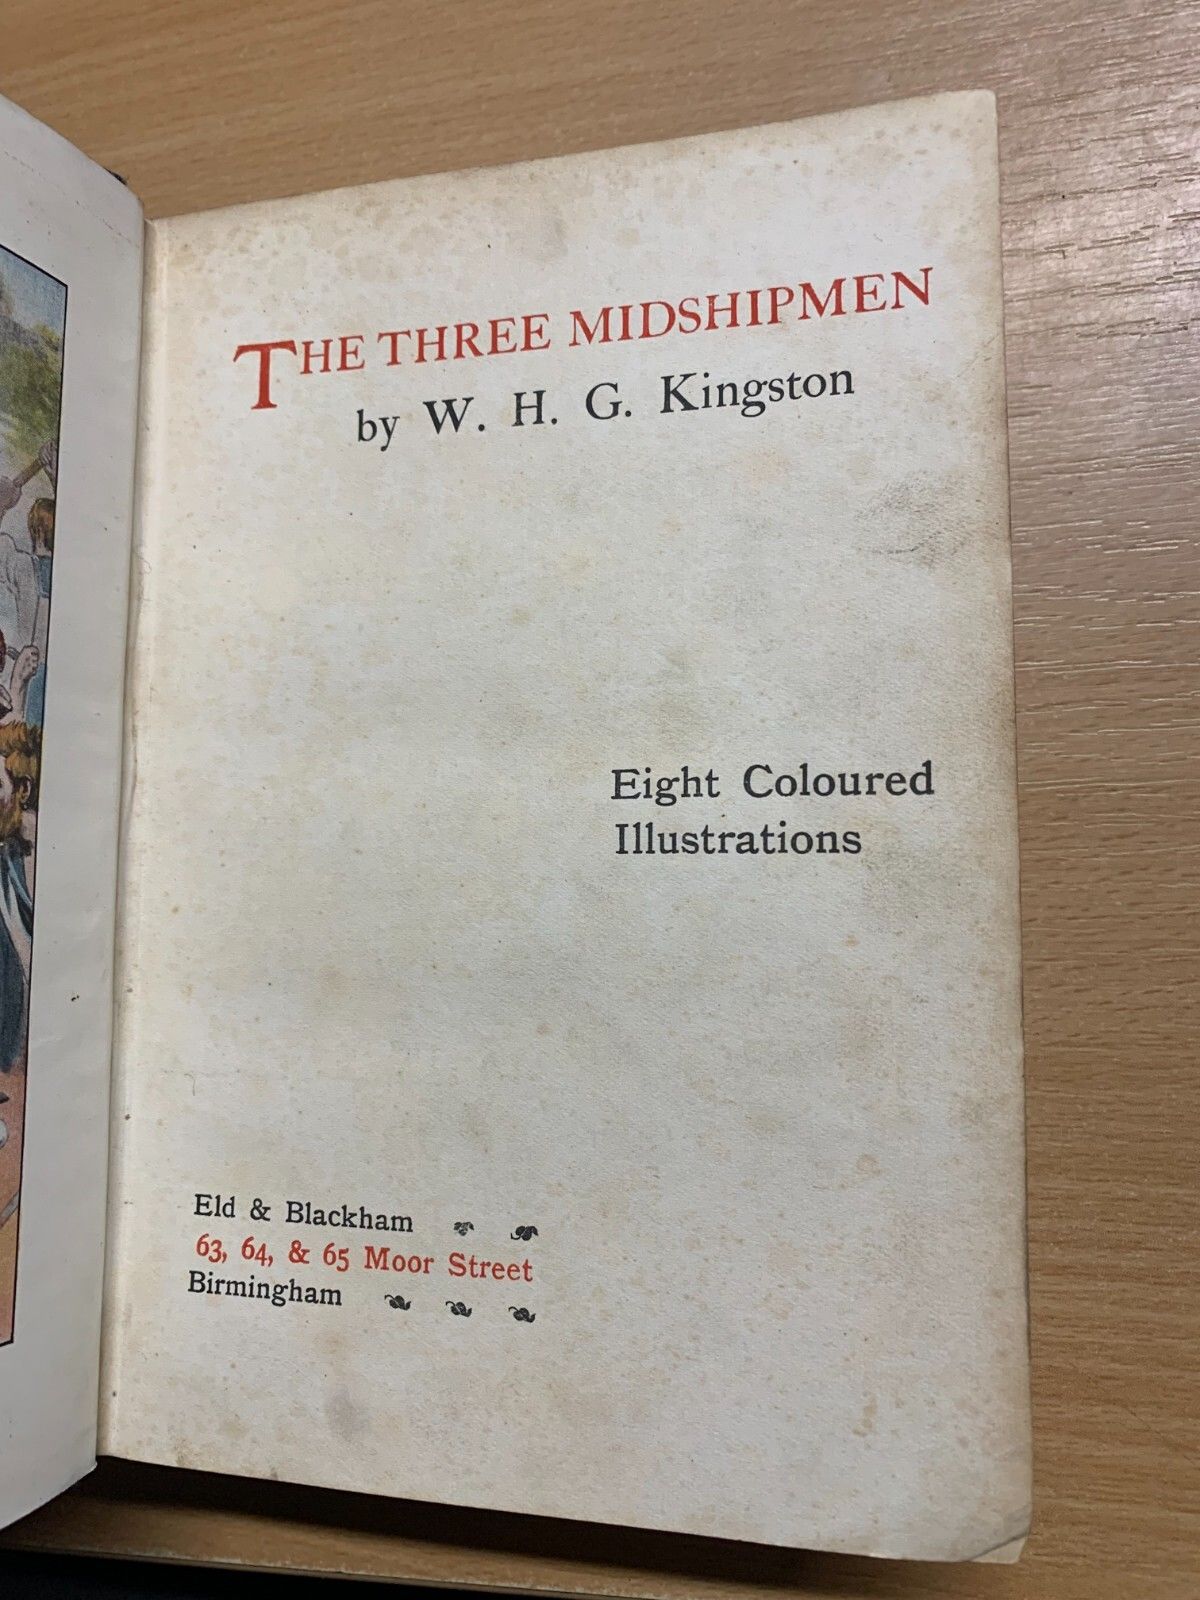 THE THREE MIDSHIPMEN
by W. H. G. Kingston
Eight Coloured
Illustrations
Eld & Blackham
63, 64, & 65 Moor Street
Birmingham